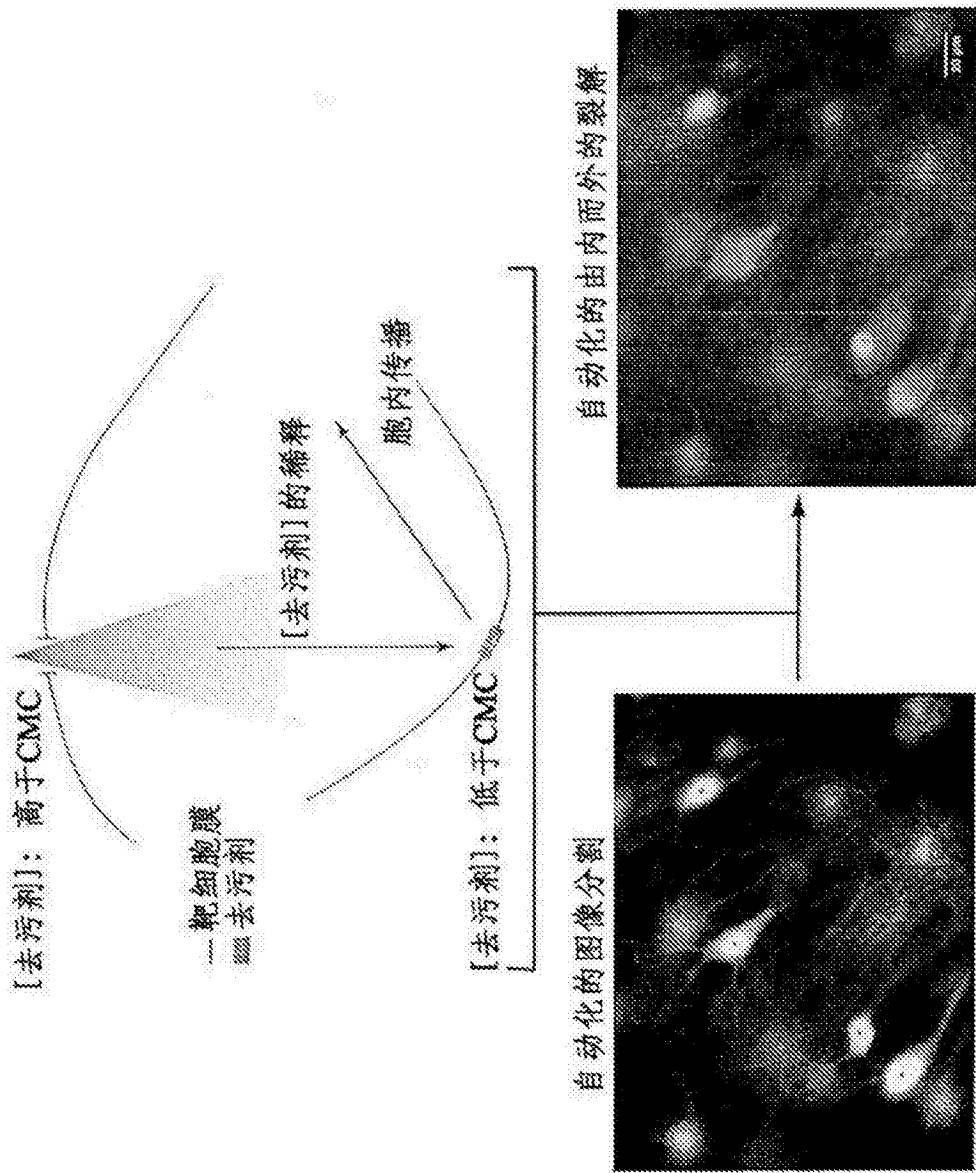 [去污剂]：高于CMC
靶细胞膜
去污剂
[去污剂]的稀释
胞内传播
[去污剂]：低于CMC
自动化的图像分割
自动化的由内而外的裂解